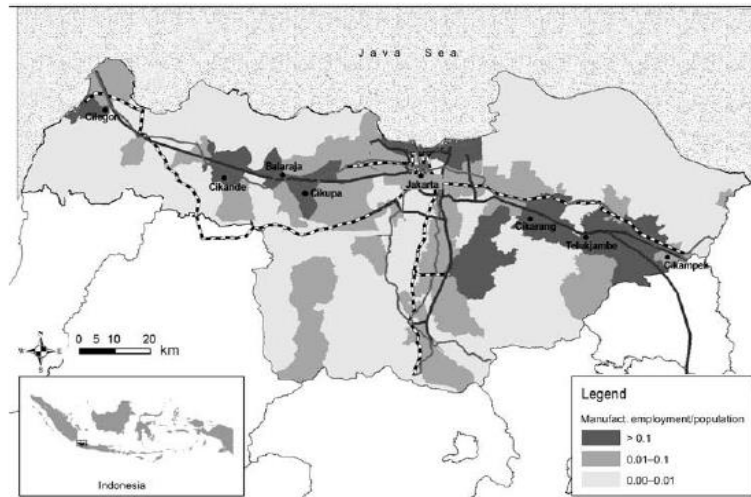 Java Sea
Cilegon
Balaraja
Cikande
Cikupa
Jakarta
Cikarang
Telukjambe
Cikampek
N
W E
S
0 5 10 20
km
Indonesia
Legend
Manufact. employment/population
> 0.1
0.01–0.1
0.00–0.01